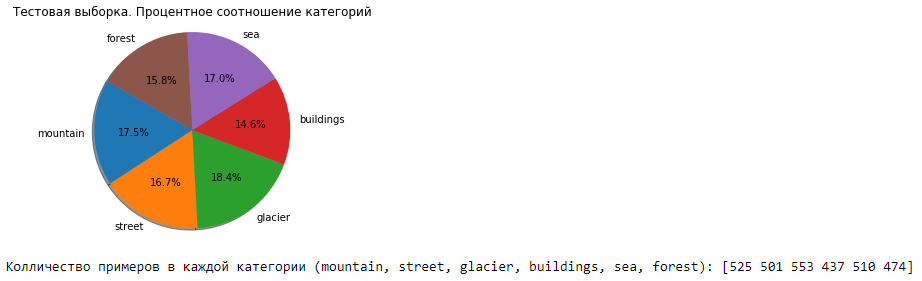 Тестовая выборка. Процентное соотношение категорий
forest
sea
15.8%
17.0%
mountain
17.5%
14.6%
buildings
16.7%
18.4%
street
glacier
Колличество примеров в каждой категории (mountain, street, glacier, buildings, sea, forest): [525 501 553 437 510 474]